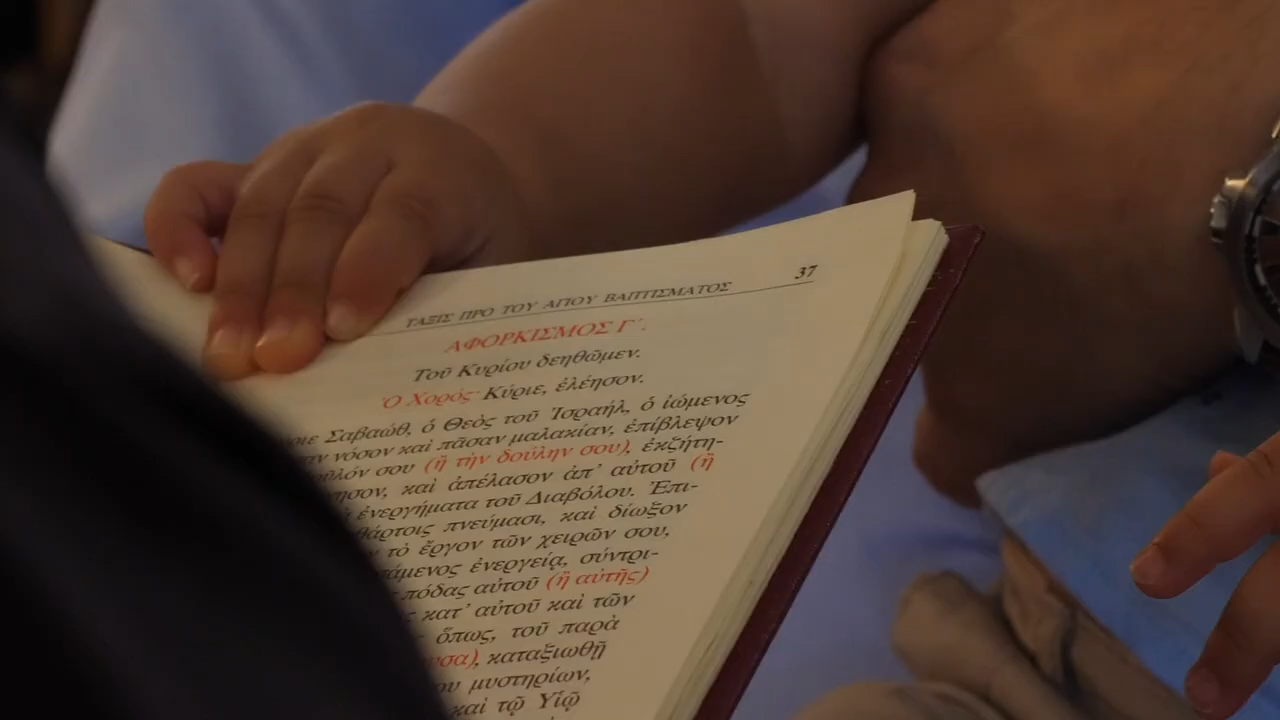 37
ΤΑΞΙΣ ΠΡΟ ΤΟΥ ΑΓΙΟΥ ΒΑΠΤΙΣΜΑΤΟΣ
ΑΦΟΡΚΙΣΜΟΣ Γ΄.
Τοῦ Κυρίου δεηθῶμεν.
Ὁ Χορός· Κύριε, ἐλέησον.
Σαβαώθ, ὁ Θεὸς τοῦ Ἰσραήλ, ὁ ἰώμενος
νόσον καὶ πᾶσαν μαλακίαν, ἐπίβλεψον
σου (ἢ τὴν δούλην σου), ἐκζήτη-
καὶ ἀπέλασον ἀπ' αὐτοῦ (ἢ
ἐνεργήματα τοῦ Διαβόλου. Ἐπι-
πνεύμασι, καὶ δίωξον
τὸ ἔργον τῶν χειρῶν σου,
ἐνεργείᾳ, σύντρι-
πόδας αὐτοῦ (ἢ αὐτῆς)
κατ' αὐτοῦ καὶ τῶν
ὅπως, τοῦ παρὰ
καταξιωθῇ
μυστηρίων,
καὶ τῷ Υἱῷ